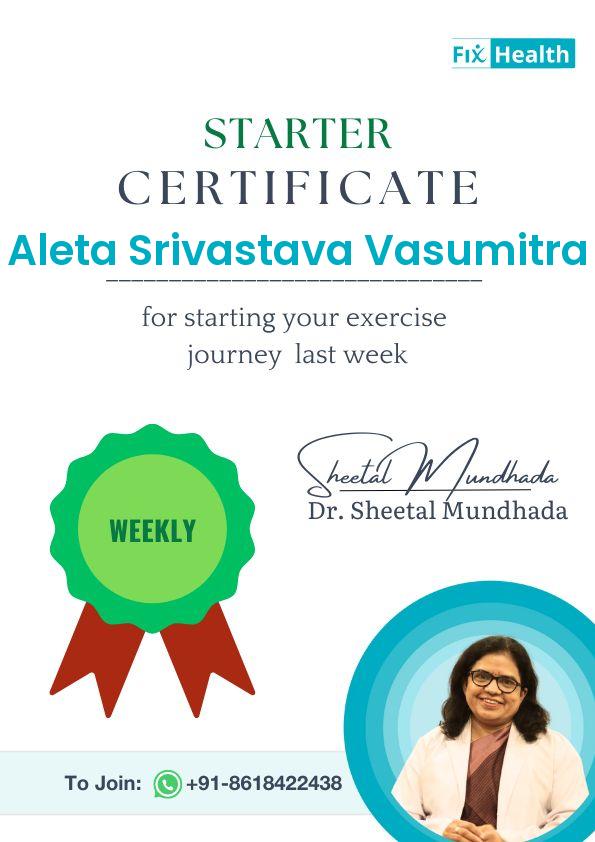 Fix Health
STARTER
CERTIFICATE
Aleta Srivastava Vasumitra
for starting your exercise
journey last week
WEEKLY
Sheetal Mundhada
Dr. Sheetal Mundhada
To Join: +91-8618422438